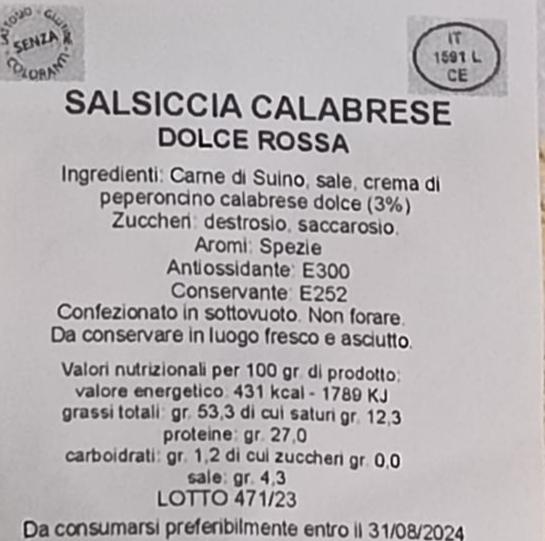 LATTOSIO - GLUTINE
SENZA
COLORANTI
IT
1591 L
CE
SALSICCIA CALABRESE
DOLCE ROSSA
Ingredienti: Carne di Suino, sale, crema di
peperoncino calabrese dolce (3%)
Zuccheri: destrosio, saccarosio.
Aromi: Spezie
Antiossidante: E300
Conservante: E252
Confezionato in sottovuoto. Non forare.
Da conservare in luogo fresco e asciutto.
Valori nutrizionali per 100 gr. di prodotto:
valore energetico: 431 kcal - 1789 KJ
grassi totali: gr. 53,3 di cui saturi gr. 12,3
proteine: gr. 27,0
carboidrati: gr. 1,2 di cui zuccheri gr. 0,0
sale: gr. 4,3
LOTTO 471/23
Da consumarsi preferibilmente entro il 31/08/2024